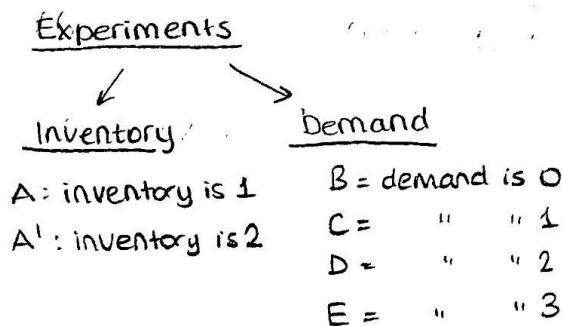 Experiments
Inventory
A: inventory is 1
A': inventory is 2
Demand
B = demand is 0
C = " " 1
D = " " 2
E = " " 3